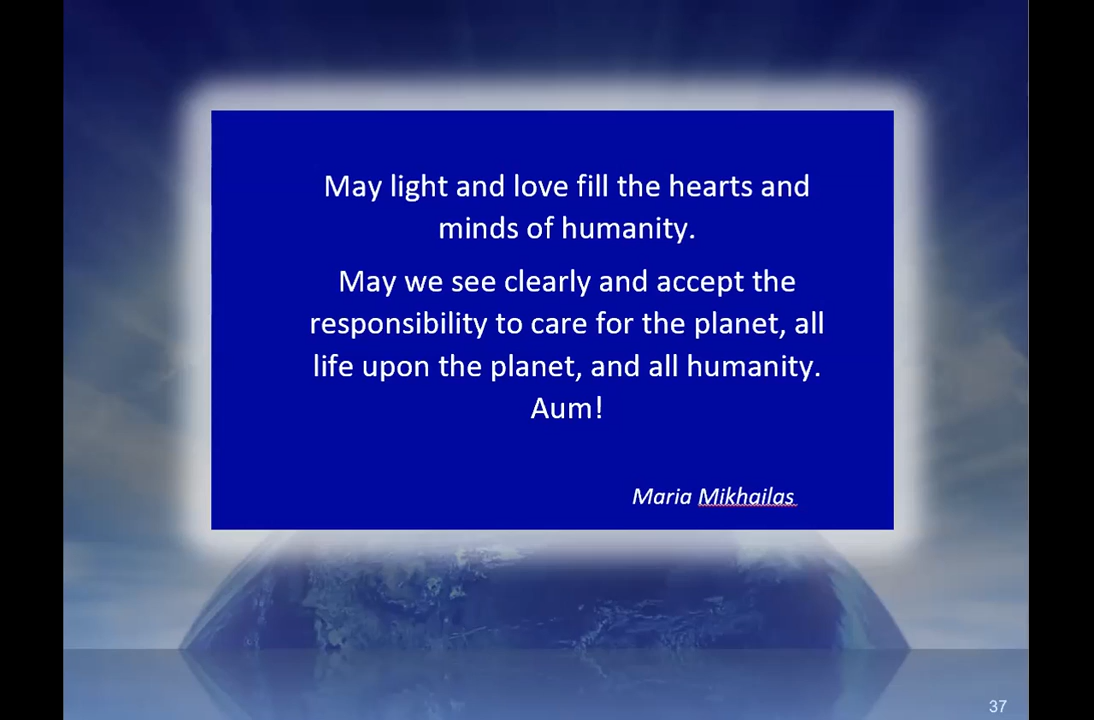 May light and love fill the hearts and
minds of humanity.
May we see clearly and accept the
responsibility to care for the planet, all
life upon the planet, and all humanity.
Aum!
Maria Mikhailas
37